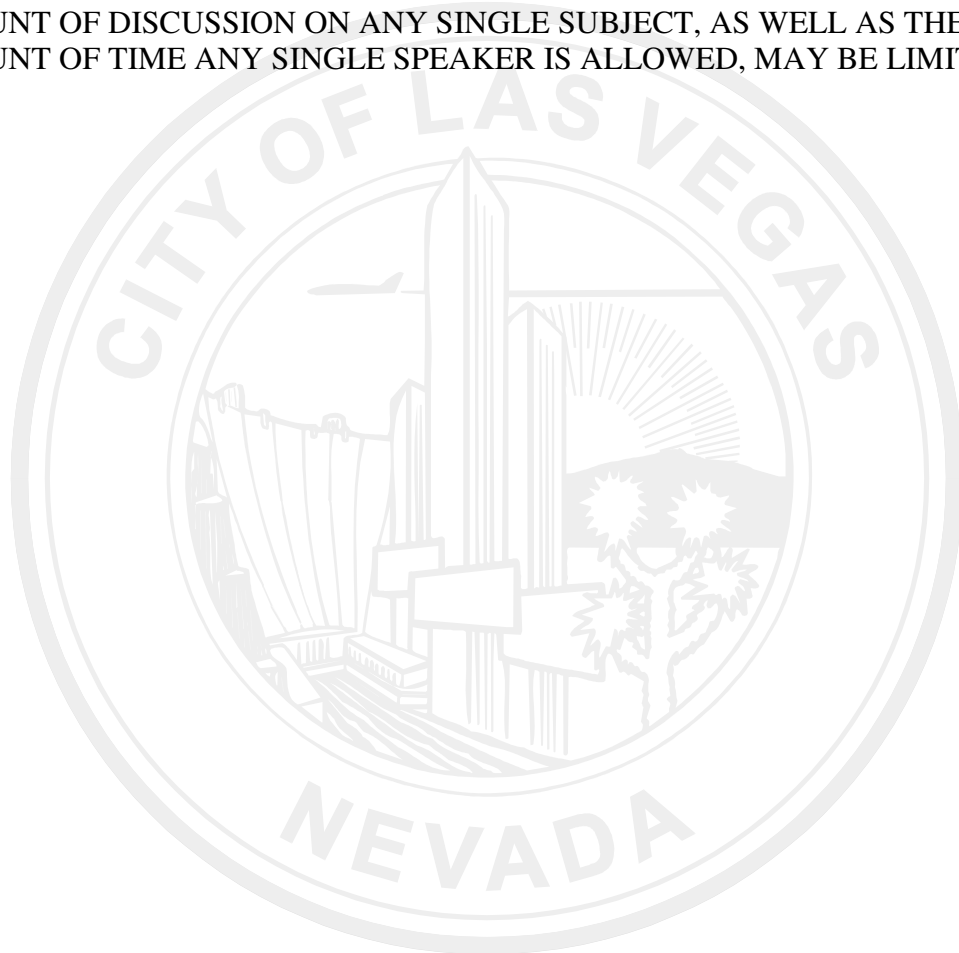 UNT OF DISCUSSION ON ANY SINGLE SUBJECT, AS WELL AS THE
UNT OF TIME ANY SINGLE SPEAKER IS ALLOWED, MAY BE LIMIT
CITY OF LAS VEGAS
NEVADA